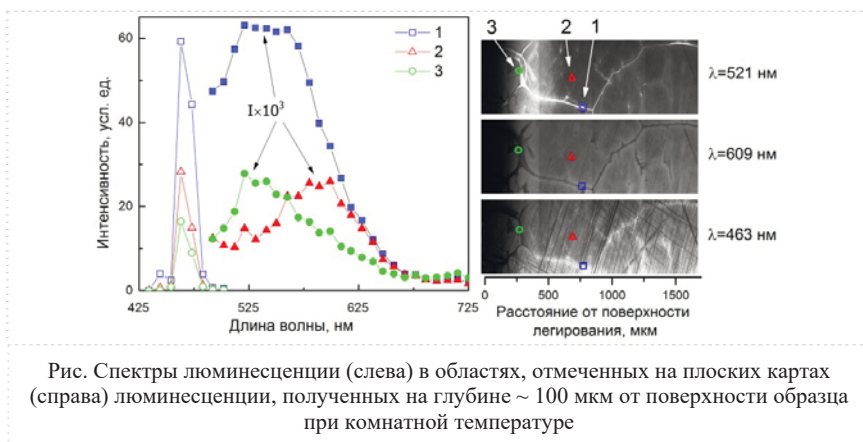 Интенсивность, усл. ед.
60
40
20
0
425
525
625
725
Длина волны, нм
I×10³
1
2
3
3
2
1
λ=521 нм
λ=609 нм
λ=463 нм
0
500
1000
1500
Расстояние от поверхности
легирования, мкм
Рис. Спектры люминесценции (слева) в областях, отмеченных на плоских картах
(справа) люминесценции, полученных на глубине ~ 100 мкм от поверхности образца
при комнатной температуре